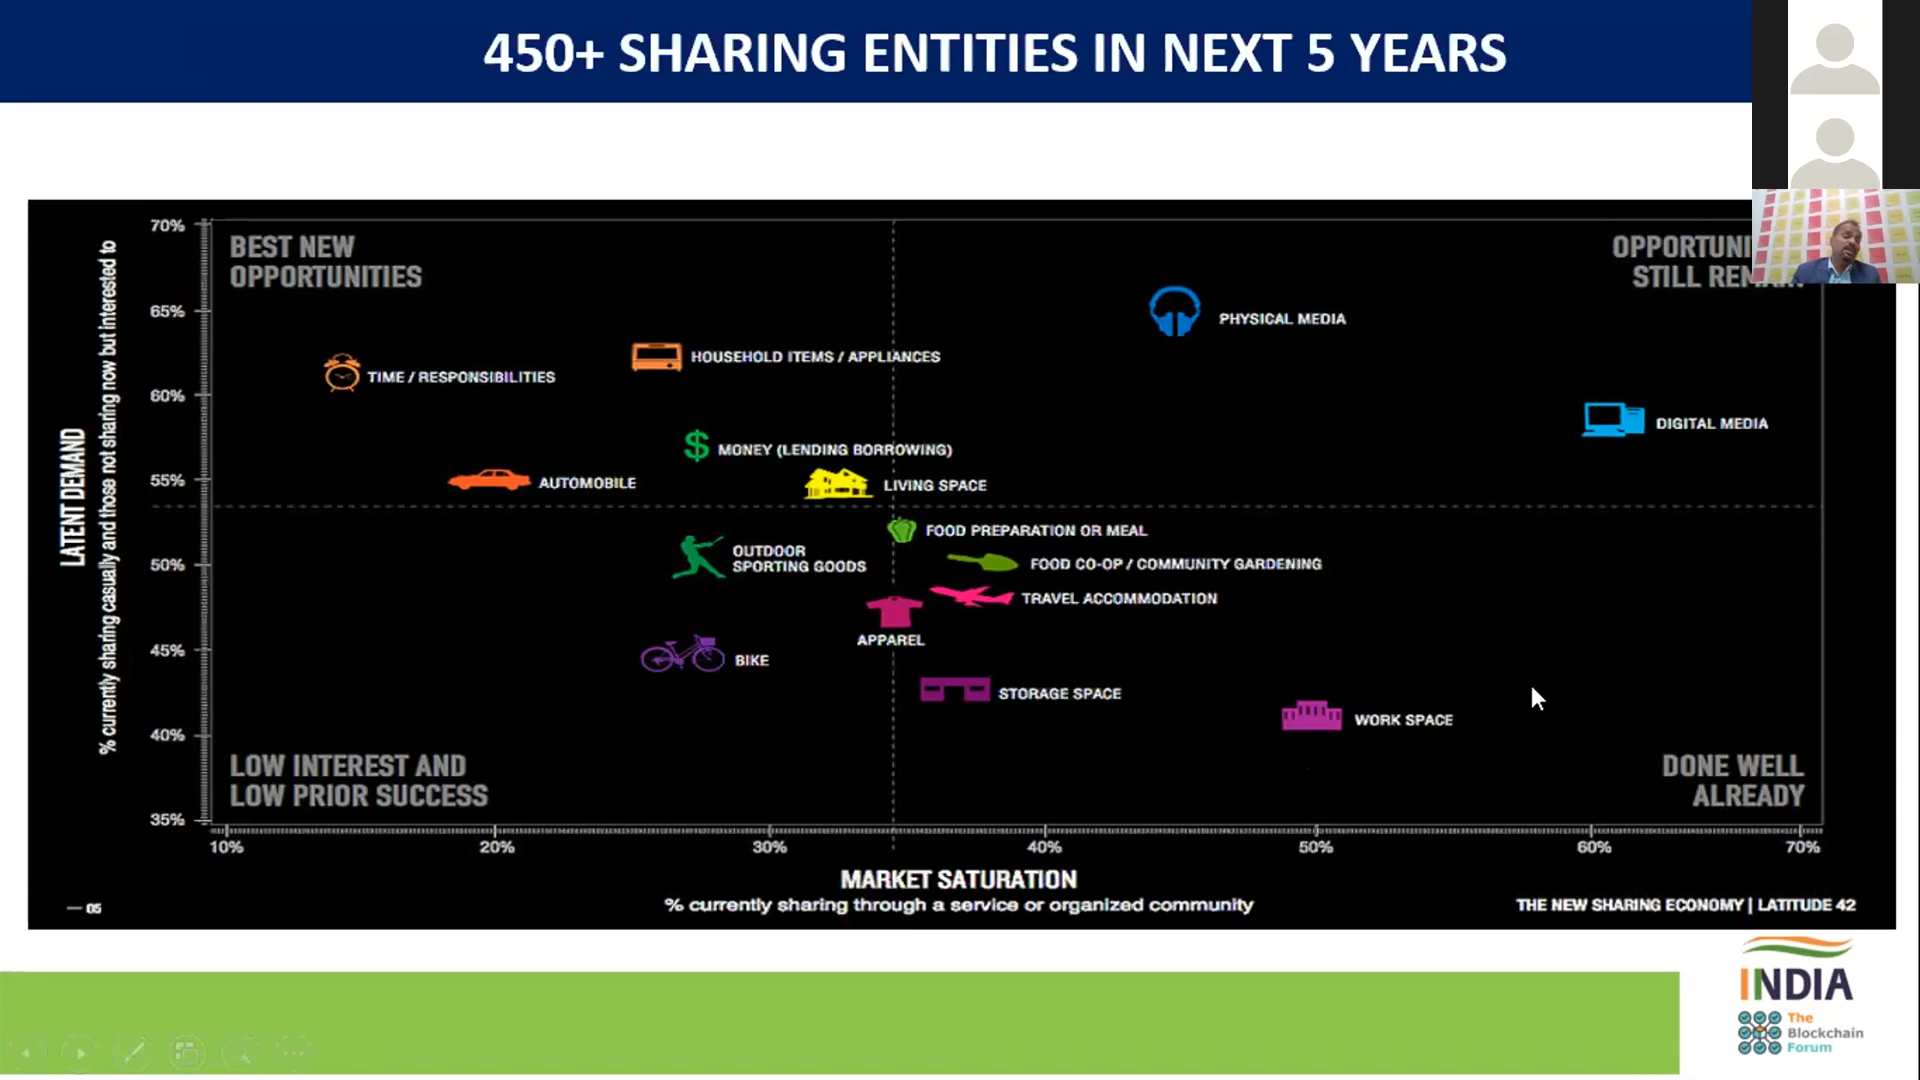 450+ SHARING ENTITIES IN NEXT 5 YEARS
70%
65%
60%
55%
50%
45%
40%
35%
LATENT DEMAND
% currently sharing casually and those not sharing now but interested to
BEST NEW
OPPORTUNITIES
STILL
PHYSICAL MEDIA
HOUSEHOLD ITEMS / APPLIANCES
TIME / RESPONSIBILITIES
DIGITAL MEDIA
MONEY (LENDING BORROWING)
AUTOMOBILE
LIVING SPACE
FOOD PREPARATION OR MEAL
OUTDOOR
SPORTING GOODS
FOOD CO-OP / COMMUNITY GARDENING
TRAVEL ACCOMMODATION
APPAREL
BIKE
STORAGE SPACE
WORK SPACE
LOW INTEREST AND
LOW PRIOR SUCCESS
DONE WELL
ALREADY
10%
20%
30%
40%
50%
60%
70%
MARKET SATURATION
% currently sharing through a service or organized community
— 05
THE NEW SHARING ECONOMY | LATITUDE 42
INDIA
The
Blockchain
Forum